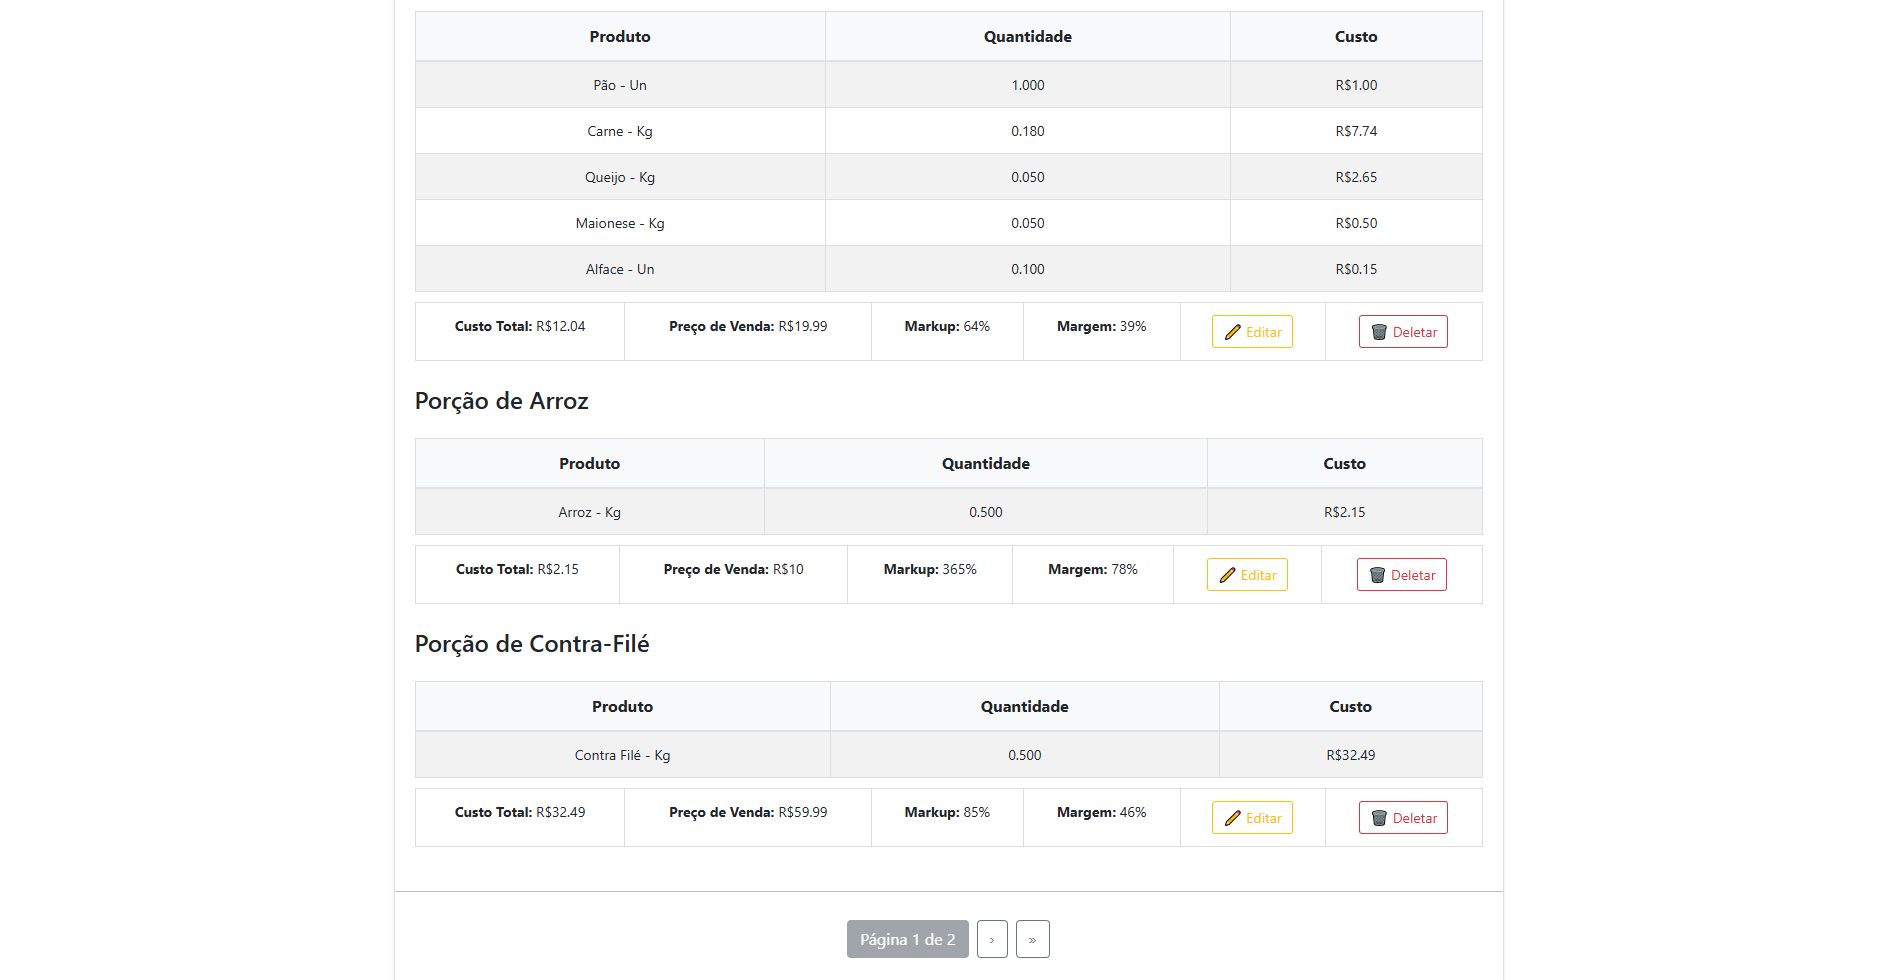 Produto Quantidade Custo
Pão - Un 1.000 R$1.00
Carne - Kg 0.180 R$7.74
Queijo - Kg 0.050 R$2.65
Maionese - Kg 0.050 R$0.50
Alface - Un 0.100 R$0.15
Custo Total: R$12.04 Preço de Venda: R$19.99 Markup: 64% Margem: 39% Editar Deletar
Porção de Arroz
Produto Quantidade Custo
Arroz - Kg 0.500 R$2.15
Custo Total: R$2.15 Preço de Venda: R$10 Markup: 365% Margem: 78% Editar Deletar
Porção de Contra-Filé
Produto Quantidade Custo
Contra Filé - Kg 0.500 R$32.49
Custo Total: R$32.49 Preço de Venda: R$59.99 Markup: 85% Margem: 46% Editar Deletar
Página 1 de 2 › »